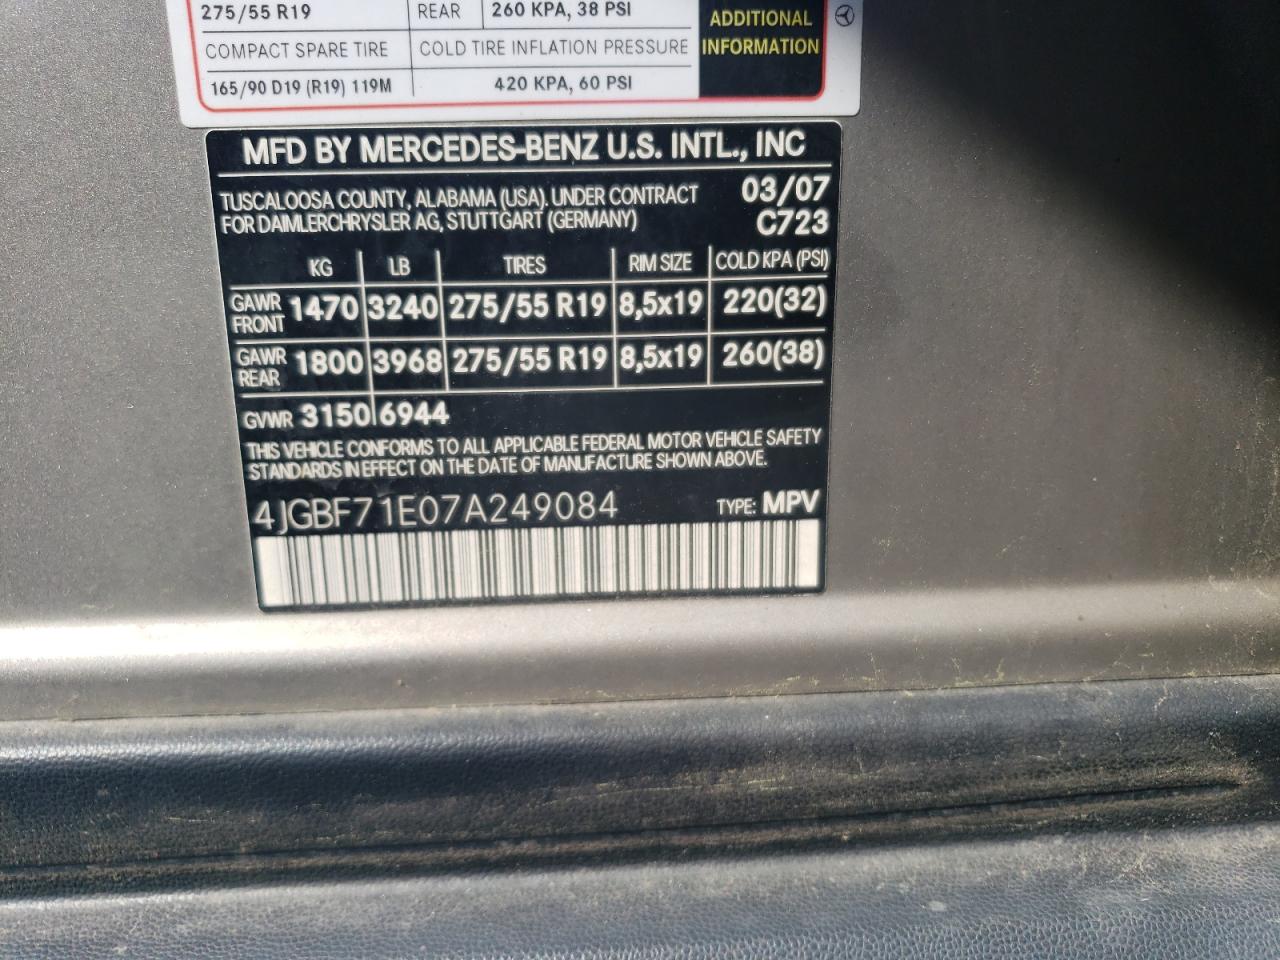 275/55 R19 REAR 260 KPA, 38 PSI
COMPACT SPARE TIRE COLD TIRE INFLATION PRESSURE
165/90 D19 (R19) 119M 420 KPA, 60 PSI
ADDITIONAL
INFORMATION
MFD BY MERCEDES-BENZ U.S. INTL., INC
TUSCALOOSA COUNTY, ALABAMA (USA). UNDER CONTRACT 03/07
FOR DAIMLERCHRYSLER AG, STUTTGART (GERMANY) C723
KG LB TIRES RIM SIZE COLD KPA (PSI)
GAWR FRONT 1470 3240 275/55 R19 8,5x19 220(32)
GAWR REAR 1800 3968 275/55 R19 8,5x19 260(38)
GVWR 3150 6944
THIS VEHICLE CONFORMS TO ALL APPLICABLE FEDERAL MOTOR VEHICLE SAFETY
STANDARDS IN EFFECT ON THE DATE OF MANUFACTURE SHOWN ABOVE.
4JGBF71E07A249084 TYPE: MPV